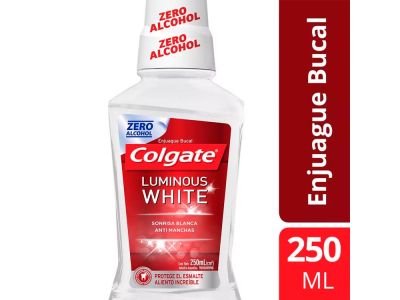 ZERO
ALCOHOL
ZERO
ALCOHOL
ZERO
ALCOHOL
Enjuague Bucal
Colgate
LUMINOUS
WHITE
SONRISA BLANCA
ANTI MANCHAS
250mL
PROTEGE EL ESMALTE
ALIENTO INCREÍBLE
Enjuague Bucal
250
ML